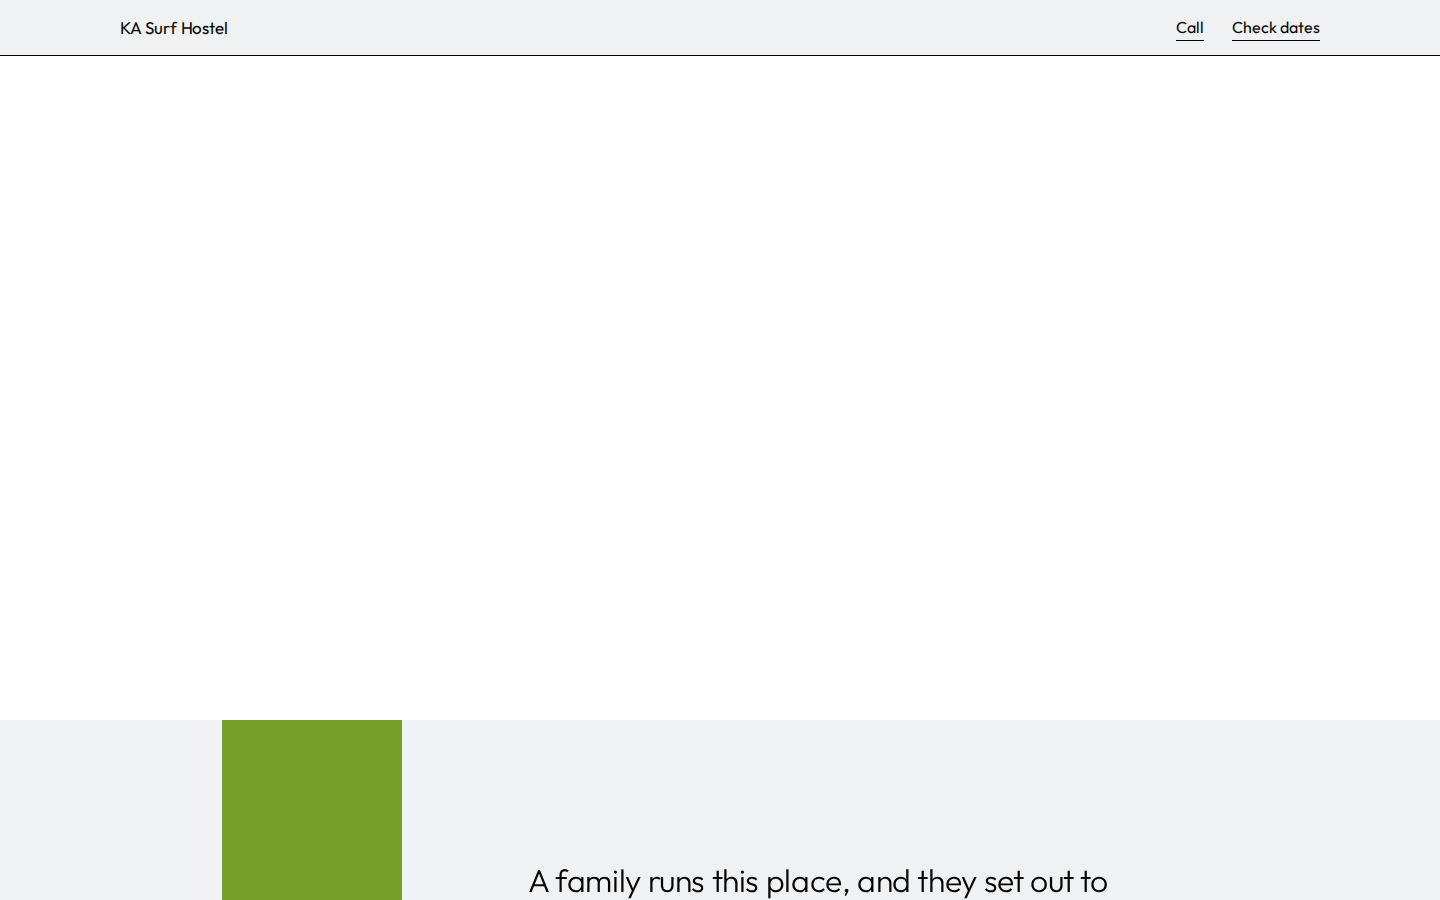 KA Surf Hostel
Call
Check dates
A family runs this place, and they set out to